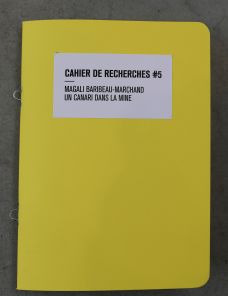 CAHIER DE RECHERCHES #5
MAGALI BARIBEAU-MARCHAND
UN CANARI DANS LA MINE